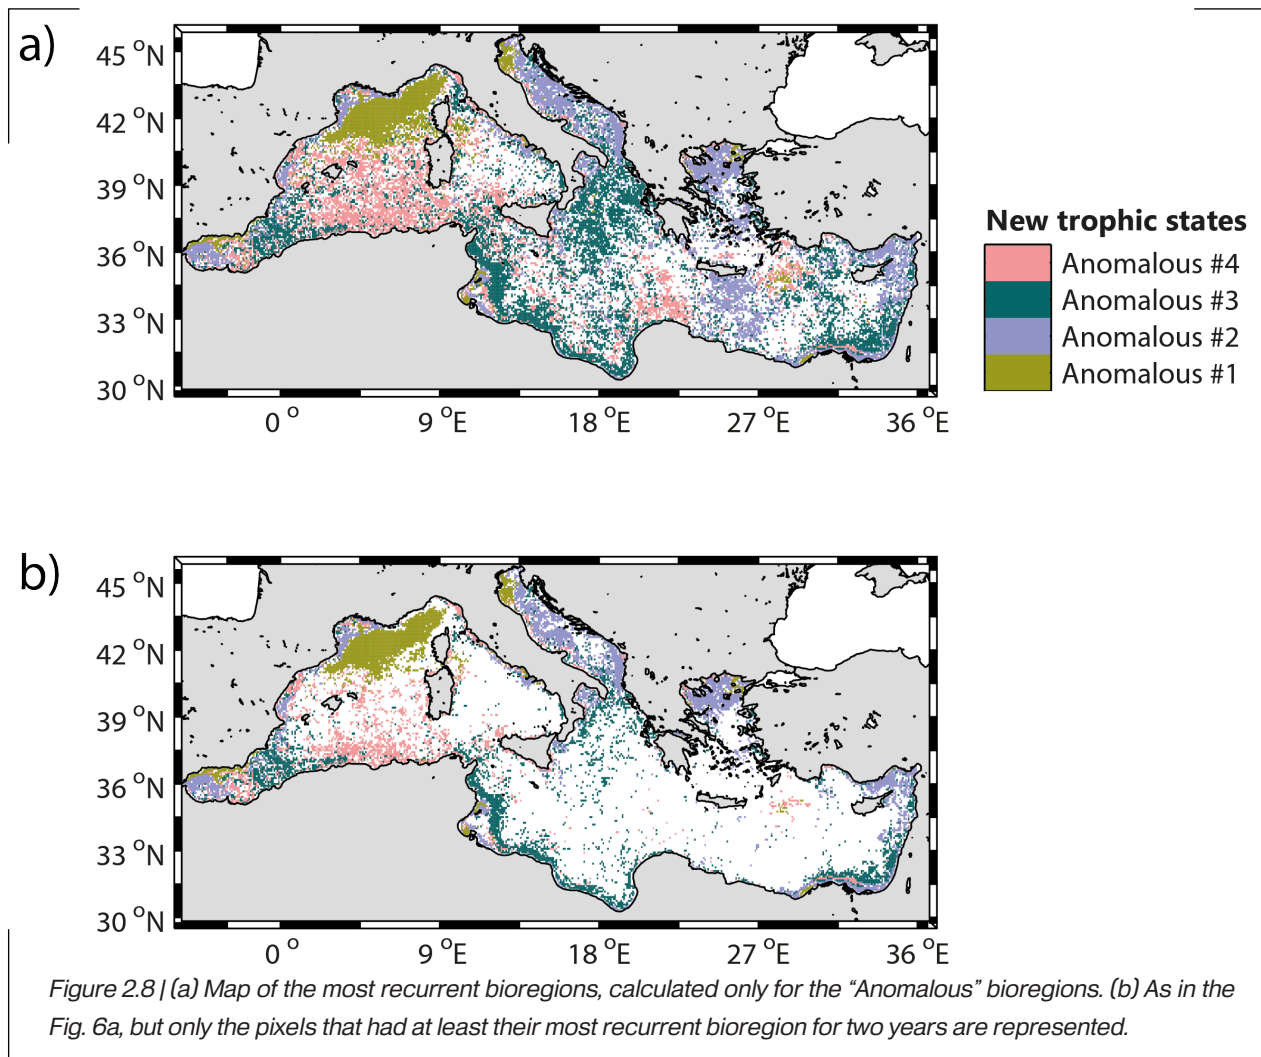 a)
45 °N
42 °N
39 °N
36 °N
33 °N
30 °N
0 °
9 °E
18 °E
27 °E
36 °E
New trophic states
Anomalous #4
Anomalous #3
Anomalous #2
Anomalous #1
b)
45 °N
42 °N
39 °N
36 °N
33 °N
30 °N
0 °
9 °E
18 °E
27 °E
36 °E
Figure 2.8 | (a) Map of the most recurrent bioregions, calculated only for the “Anomalous” bioregions. (b) As in the
Fig. 6a, but only the pixels that had at least their most recurrent bioregion for two years are represented.